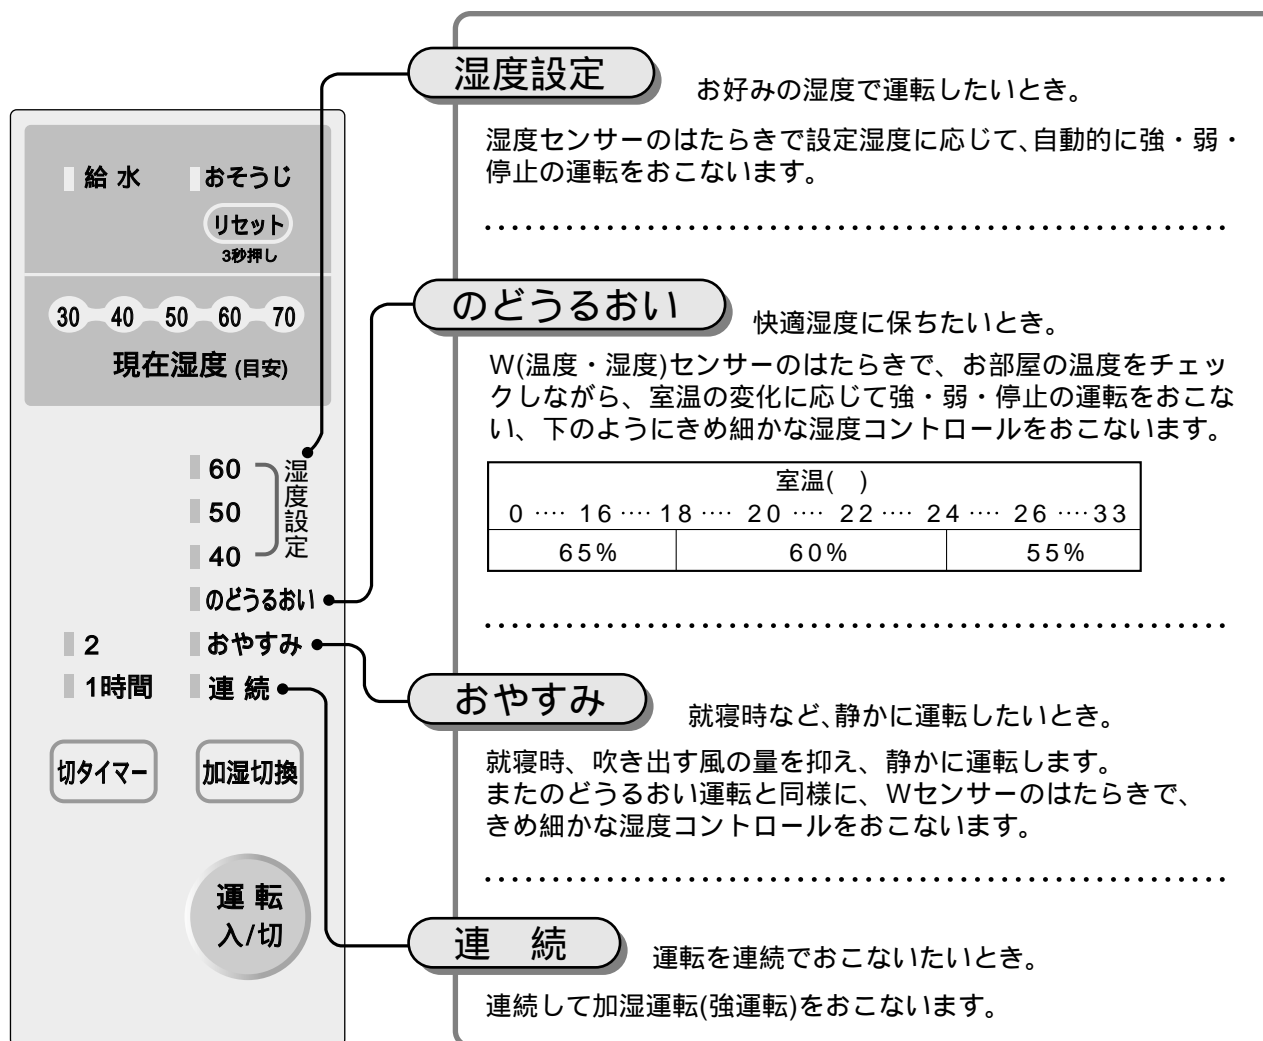 給水 おそうじ
リセット
3秒押し
30 40 50 60 70
現在湿度 (目安)
60
50
40
湿度設定
のどうるおい
2 おやすみ
1時間 連続
切タイマー 加湿切換
運転
入/切
湿度設定 お好みの湿度で運転したいとき。
湿度センサーのはたらきで設定湿度に応じて、自動的に強・弱・
停止の運転をおこないます。
のどうるおい 快適湿度に保ちたいとき。
W(温度・湿度)センサーのはたらきで、お部屋の温度をチェッ
クしながら、室温の変化に応じて強・弱・停止の運転をおこな
い、下のようにきめ細かな湿度コントロールをおこないます。
室温( )
0 ···· 16 ···· 18 ···· 20 ···· 22 ···· 24 ···· 26 ···· 33
65% 60% 55%
おやすみ 就寝時など、静かに運転したいとき。
就寝時、吹き出す風の量を抑え、静かに運転します。
またのどうるおい運転と同様に、Wセンサーのはたらきで、
きめ細かな湿度コントロールをおこないます。
連 続 運転を連続でおこないたいとき。
連続して加湿運転(強運転)をおこないます。